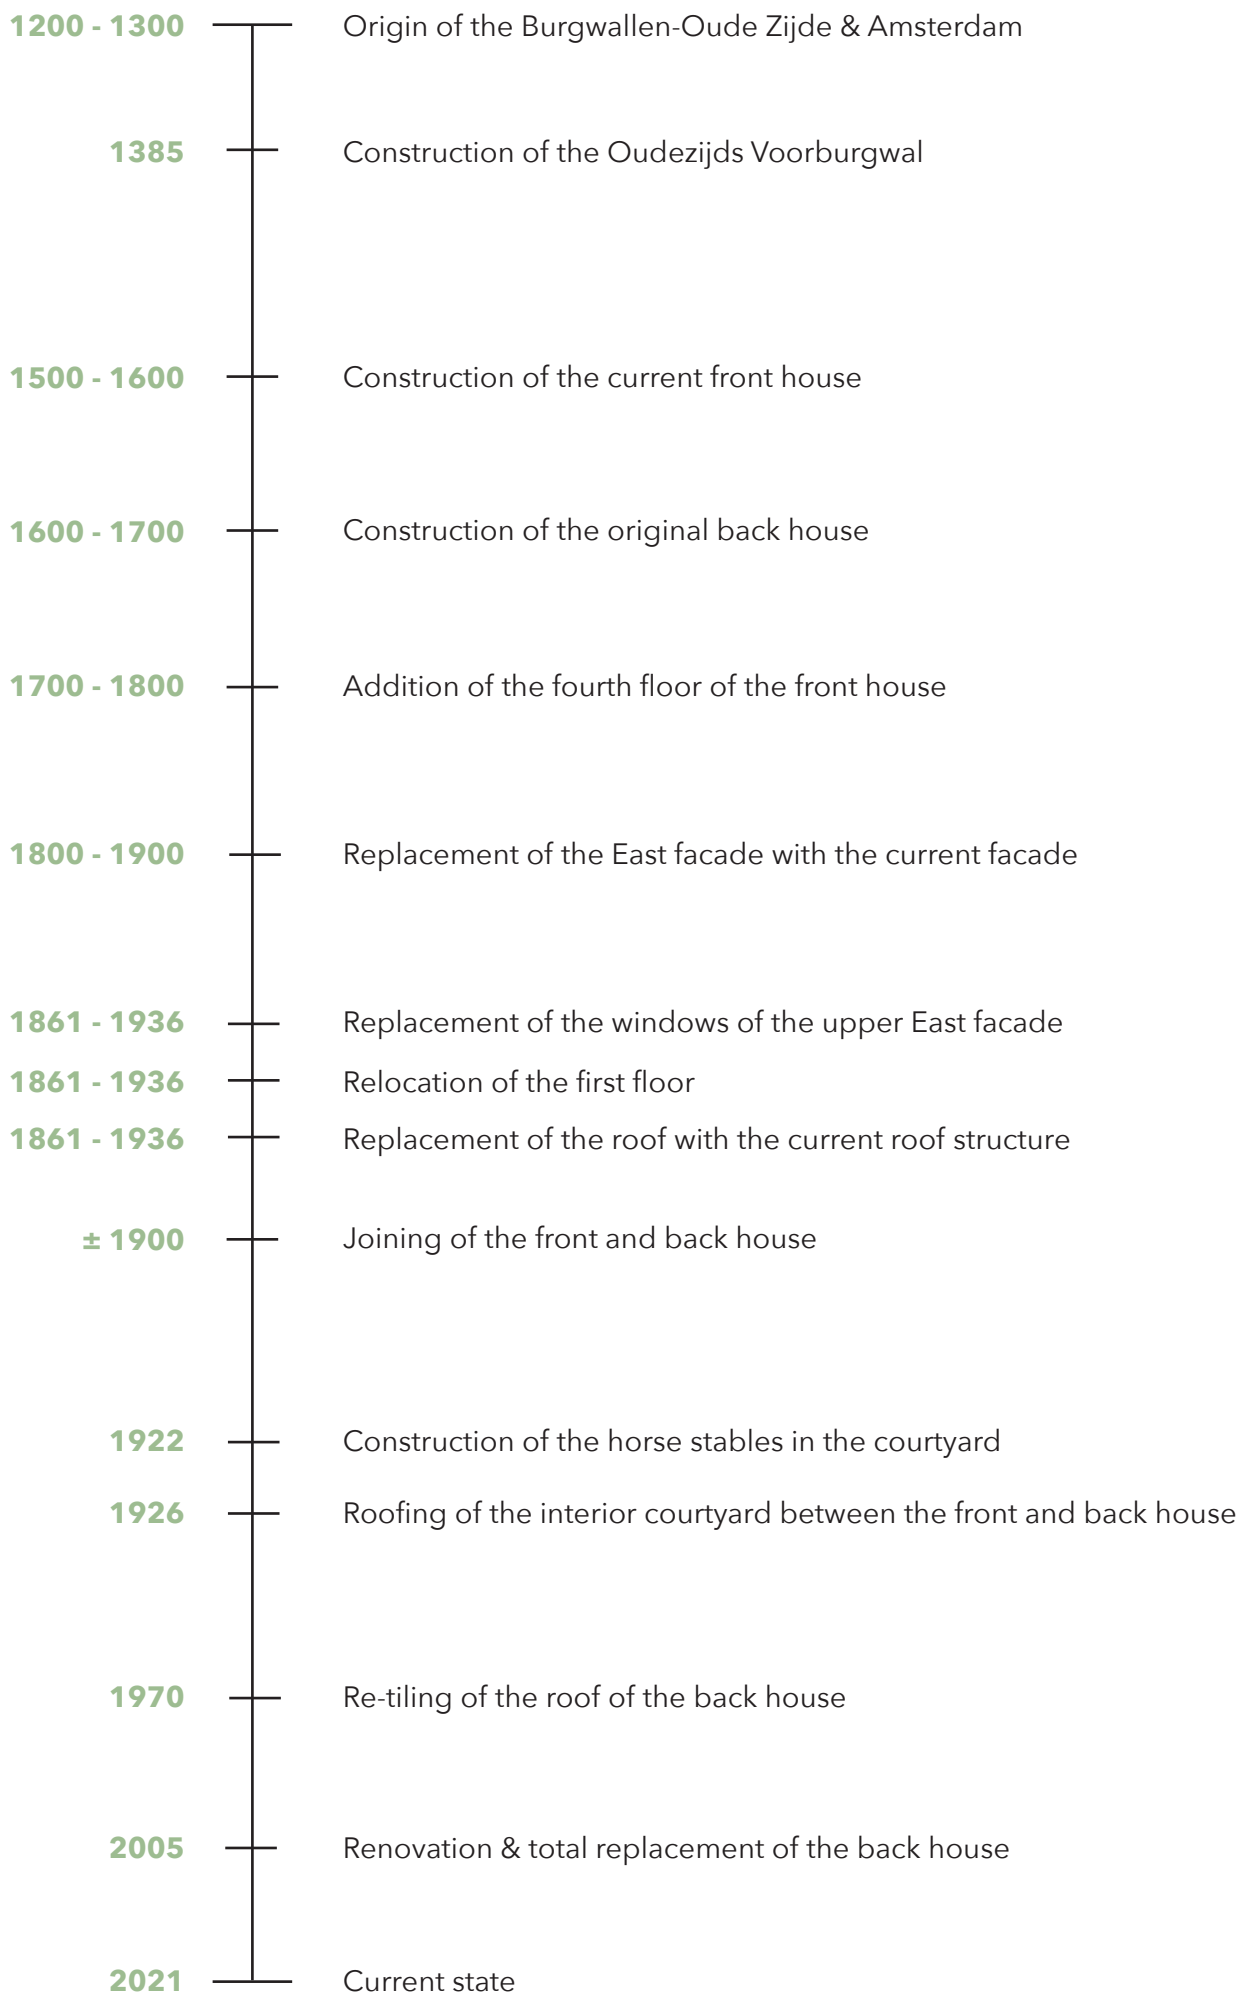 1200 - 1300 Origin of the Burgwallen-Oude Zijde & Amsterdam
1385 Construction of the Oudezijds Voorburgwal
1500 - 1600 Construction of the current front house
1600 - 1700 Construction of the original back house
1700 - 1800 Addition of the fourth floor of the front house
1800 - 1900 Replacement of the East facade with the current facade
1861 - 1936 Replacement of the windows of the upper East facade
1861 - 1936 Relocation of the first floor
1861 - 1936 Replacement of the roof with the current roof structure
± 1900 Joining of the front and back house
1922 Construction of the horse stables in the courtyard
1926 Roofing of the interior courtyard between the front and back house
1970 Re-tiling of the roof of the back house
2005 Renovation & total replacement of the back house
2021 Current state